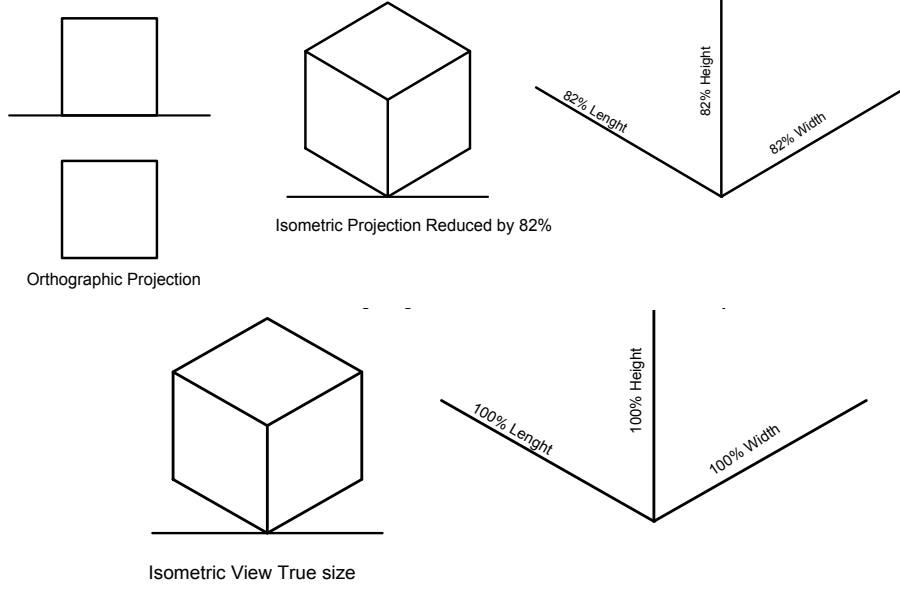 82% Lenght
82% Height
82% Width
Isometric Projection Reduced by 82%
Orthographic Projection
100% Lenght
100% Height
100% Width
Isometric View True size